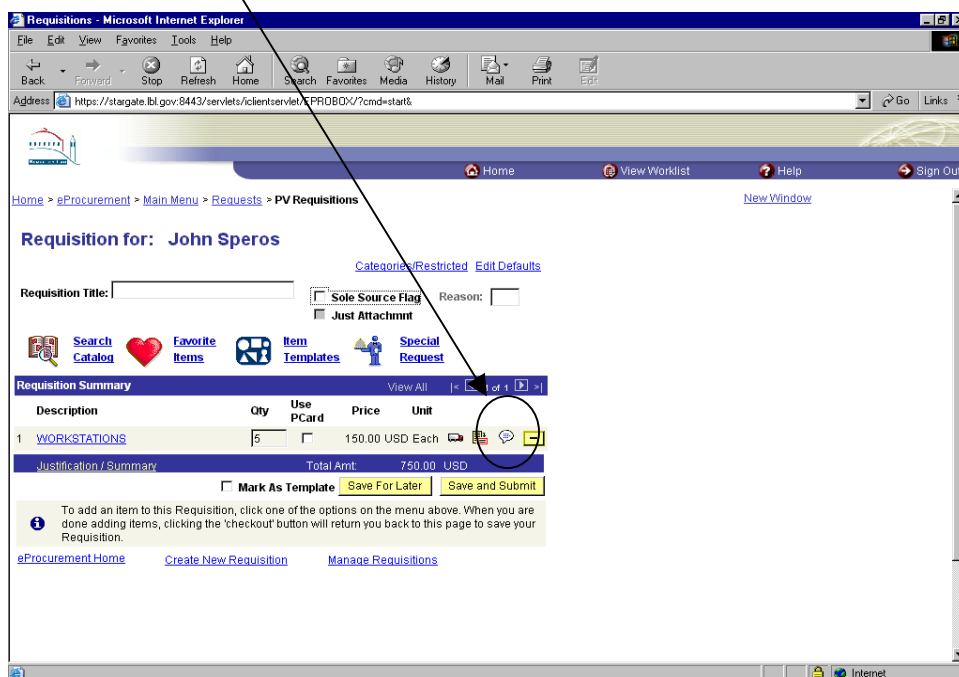 Requisitions - Microsoft Internet Explorer
File Edit View Favorites Tools Help
Back Forward Stop Refresh Home Search Favorites Media History Mail Print Edit
Address https://stargate.lbl.gov:8443/servlets/iclientservlet/EPROBOX/?cmd=start& Go Links
Home View Worklist Help Sign Out
Home > eProcurement > Main Menu > Requests > PV Requisitions New Window
Requisition for: John Speros
Categories/Restricted Edit Defaults
Requisition Title: Sole Source Flag Reason:
Just Attachmnt
Search Catalog Favorite Items Item Templates Special Request
Requisition Summary View All 1 of 1
Description Qty Use PCard Price Unit
1 WORKSTATIONS 5 150.00 USD Each
Justification / Summary Total Amt: 750.00 USD
Mark As Template Save For Later Save and Submit
To add an item to this Requisition, click one of the options on the menu above. When you are
done adding items, clicking the 'checkout' button will return you back to this page to save your
Requisition.
eProcurement Home Create New Requisition Manage Requisitions
Internet